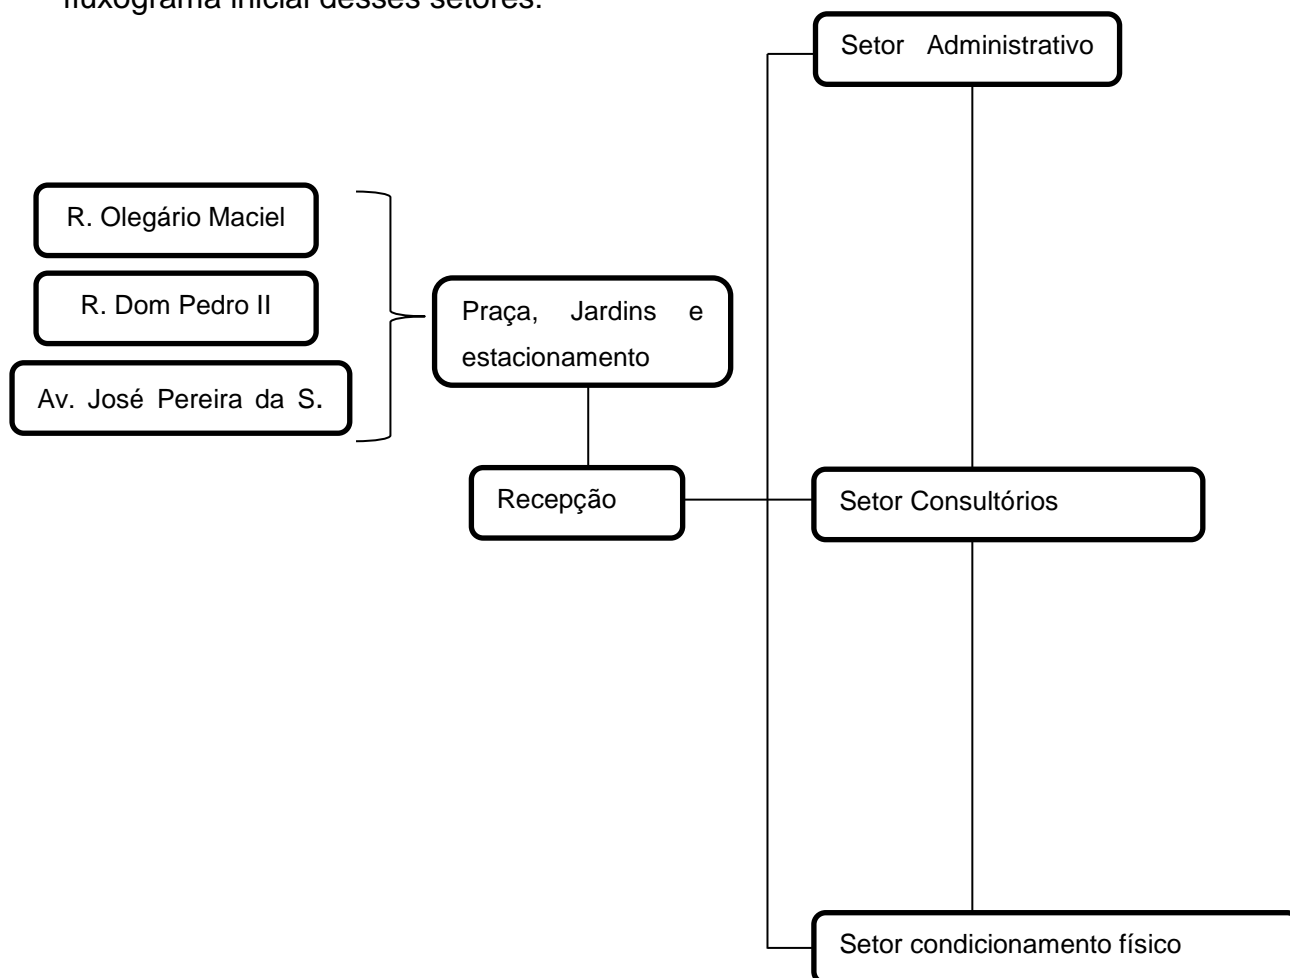 fluxograma inicial desses setores.
Setor Administrativo
R. Olegário Maciel
R. Dom Pedro II
Av. José Pereira da S.
Praça, Jardins e
estacionamento
Recepção
Setor Consultórios
Setor condicionamento físico